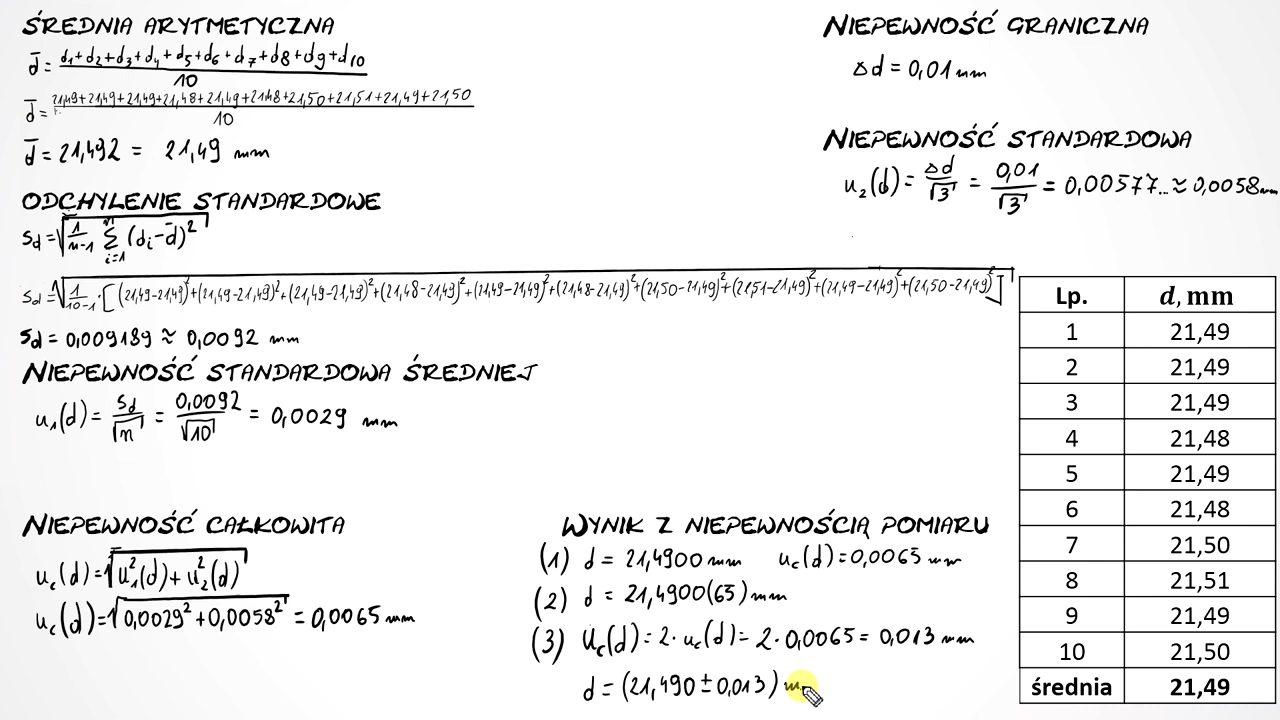 ŚREDNIA ARYTMETYCZNA
d̄ = (d1+d2+d3+d4+d5+d6+d7+d8+d9+d10) / 10
d̄ = (21,49+21,49+21,49+21,48+21,49+21,48+21,50+21,51+21,49+21,50) / 10
d̄ = 21,492 = 21,49 mm
ODCHYLENIE STANDARDOWE
Sd = √(1/(n-1) Σ i=1 n (di-d̄)²)
Sd = √(1/(10-1) · [(21,49-21,49)²+(21,49-21,49)²+(21,49-21,49)²+(21,48-21,49)²+(21,49-21,49)²+(21,48-21,49)²+(21,50-21,49)²+(21,51-21,49)²+(21,49-21,49)²+(21,50-21,49)²])
Sd = 0,009189 ≈ 0,0092 mm
NIEPEWNOŚĆ STANDARDOWA ŚREDNIEJ
u₁(d) = Sd/√n = 0,0092/√10 = 0,0029 mm
NIEPEWNOŚĆ CAŁKOWITA
uc(d) = √(u₁²(d) + u₂²(d))
uc(d) = √(0,0029² + 0,0058²) = 0,0065 mm
NIEPEWNOŚĆ GRANICZNA
Δd = 0,01 mm
NIEPEWNOŚĆ STANDARDOWA
u₂(d) = Δd/√3 = 0,01/√3 = 0,00577... ≈ 0,0058 mm
WYNIK Z NIEPEWNOŚCIĄ POMIARU
(1) d = 21,4900 mm uc(d) = 0,0065 mm
(2) d = 21,4900(65) mm
(3) Uc(d) = 2 · uc(d) = 2 · 0,0065 = 0,013 mm
d = (21,490 ± 0,013) m
Lp. d, mm
1 21,49
2 21,49
3 21,49
4 21,48
5 21,49
6 21,48
7 21,50
8 21,51
9 21,49
10 21,50
średnia 21,49